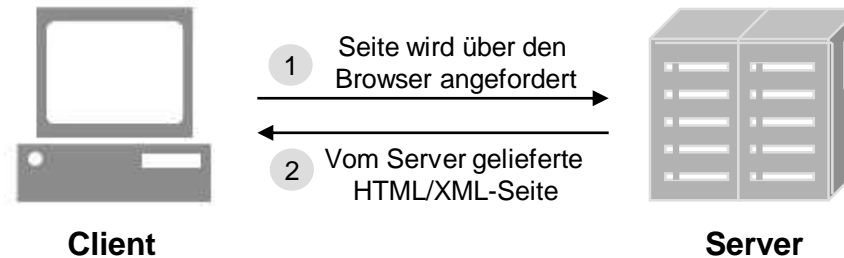 1
Seite wird über den
Browser angefordert
2
Vom Server gelieferte
HTML/XML-Seite
Client
Server